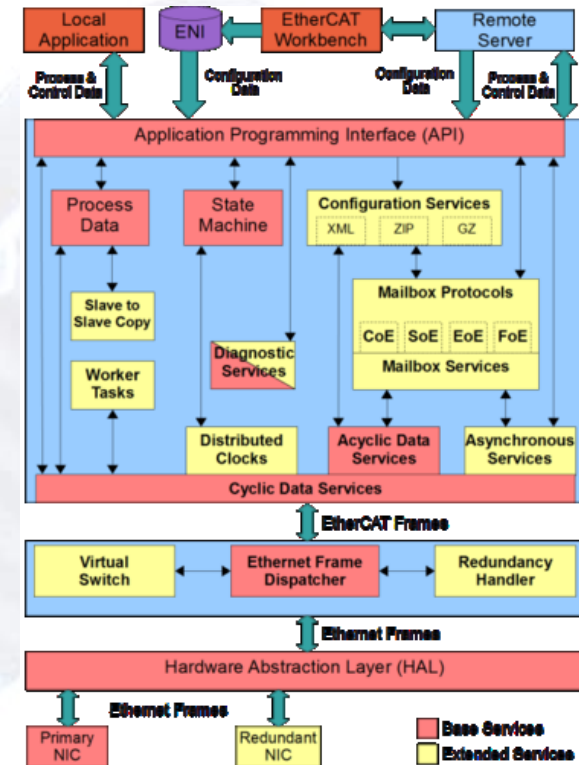 Local
Application
ENI
EtherCAT
Workbench
Remote
Server
Process &
Control Data
Configuration
Data
Configuration
Data
Process &
Control Data
Application Programming Interface (API)
Process
Data
State
Machine
Configuration Services
XML
ZIP
GZ
Slave to
Slave Copy
Mailbox Protocols
CoE
SoE
EoE
FoE
Mailbox Services
Diagnostic
Services
Worker
Tasks
Distributed
Clocks
Acyclic Data
Services
Asynchronous
Services
Cyclic Data Services
EtherCAT Frames
Virtual
Switch
Ethernet Frame
Dispatcher
Redundancy
Handler
Ethernet Frames
Hardware Abstraction Layer (HAL)
Ethernet Frames
Primary
NIC
Redundant
NIC
Base Services
Extended Services